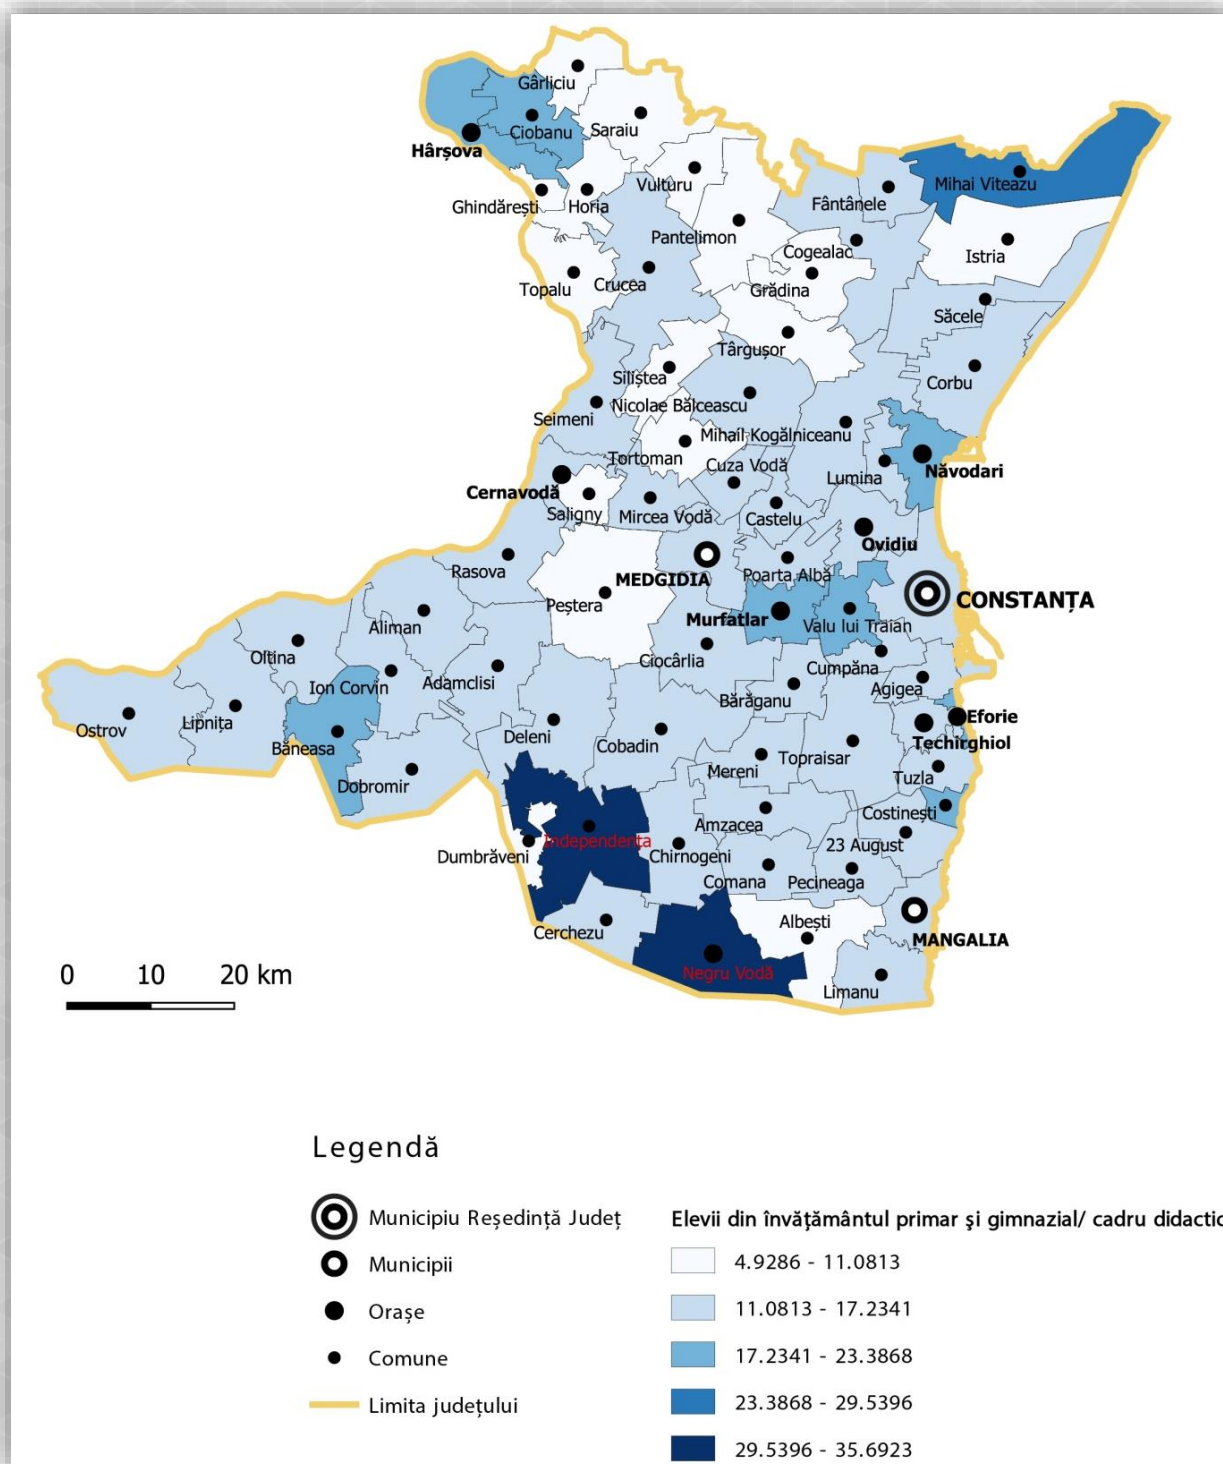 Gârliciu
Ciobanu
Saraiu
Hârșova
Vulturu
Mihai Viteazu
Ghindărești
Horia
Fântânele
Pantelimon
Cogealac
Istria
Topalu
Crucea
Grădina
Săcele
Târgușor
Siliștea
Corbu
Nicolae Bălceascu
Seimeni
Mihail Kogălniceanu
Tortoman
Cuza Vodă
Lumina
Năvodari
Cernavodă
Saligny
Mircea Vodă
Castelu
Ovidiu
Rasova
MEDGIDIA
Poarta Albă
Peștera
CONSTANȚA
Murfatlar
Valu lui Traian
Aliman
Oltina
Ciocârlia
Cumpăna
Ion Corvin
Adamclisi
Agigea
Bărăganu
Ostrov
Lipnița
Eforie
Băneasa
Deleni
Cobadin
Techirghiol
Mereni
Topraisar
Tuzla
Dobromir
Costinești
Amzacea
Independența
23 August
Dumbrăveni
Chirnogeni
Comana
Pecineaga
Albești
Cerchezu
MANGALIA
Negru Vodă
Limanu
0 10 20 km
Legendă
Municipiu Reședință Județ
Municipii
Orașe
Comune
Limita județului
Elevii din învățământul primar și gimnazial/ cadru didactic
4.9286 - 11.0813
11.0813 - 17.2341
17.2341 - 23.3868
23.3868 - 29.5396
29.5396 - 35.6923